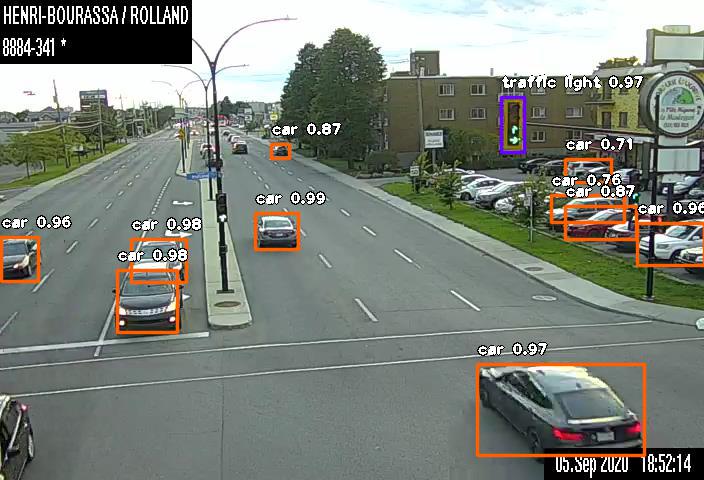 HENRI-BOURASSA / ROLLAND
8884-341 *
traffic light 0.97
car 0.87
car 0.71
car 0.76
car 0.87
car 0.96
car 0.99
car 0.96
car 0.98
car 0.98
car 0.97
05.Sep 2020 18:52:14